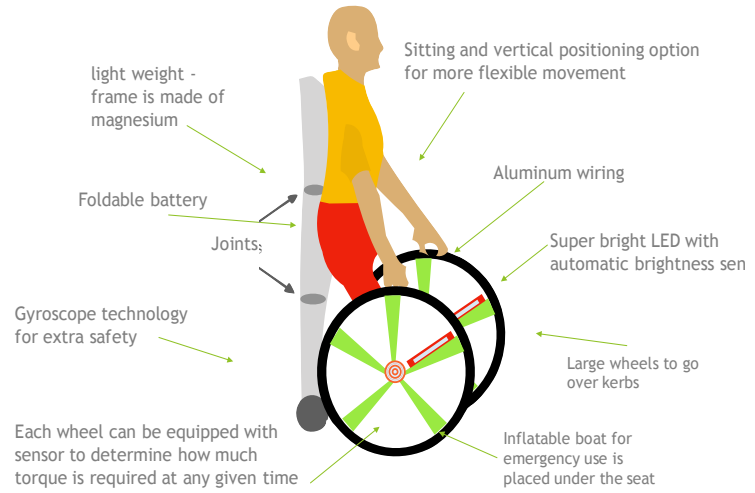 Sitting and vertical positioning option
for more flexible movement
light weight -
frame is made of
magnesium
Aluminum wiring
Foldable battery
Joints,
Super bright LED with
automatic brightness sen
Gyroscope technology
for extra safety
Large wheels to go
over kerbs
Each wheel can be equipped with
sensor to determine how much
torque is required at any given time
Inflatable boat for
emergency use is
placed under the seat